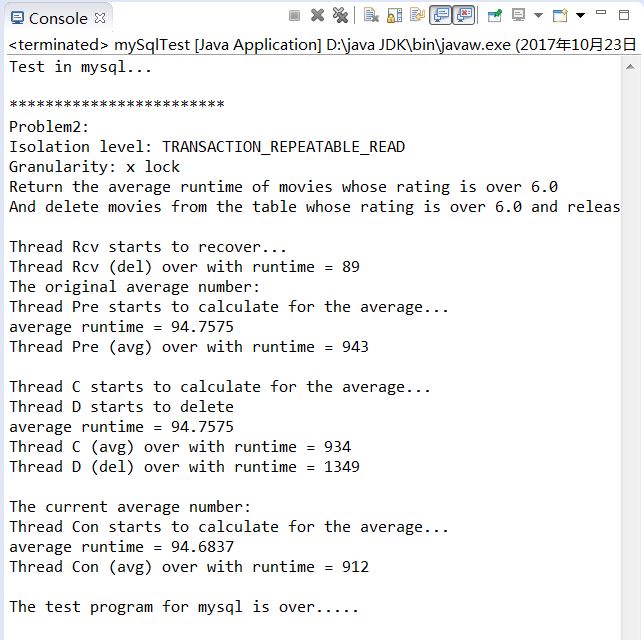 Console
<terminated> mySqlTest [Java Application] D:\java JDK\bin\javaw.exe (2017年10月23日
Test in mysql...
************************
Problem2:
Isolation level: TRANSACTION_REPEATABLE_READ
Granularity: x lock
Return the average runtime of movies whose rating is over 6.0
And delete movies from the table whose rating is over 6.0 and releas
Thread Rcv starts to recover...
Thread Rcv (del) over with runtime = 89
The original average number:
Thread Pre starts to calculate for the average...
average runtime = 94.7575
Thread Pre (avg) over with runtime = 943
Thread C starts to calculate for the average...
Thread D starts to delete
average runtime = 94.7575
Thread C (avg) over with runtime = 934
Thread D (del) over with runtime = 1349
The current average number:
Thread Con starts to calculate for the average...
average runtime = 94.6837
Thread Con (avg) over with runtime = 912
The test program for mysql is over.....